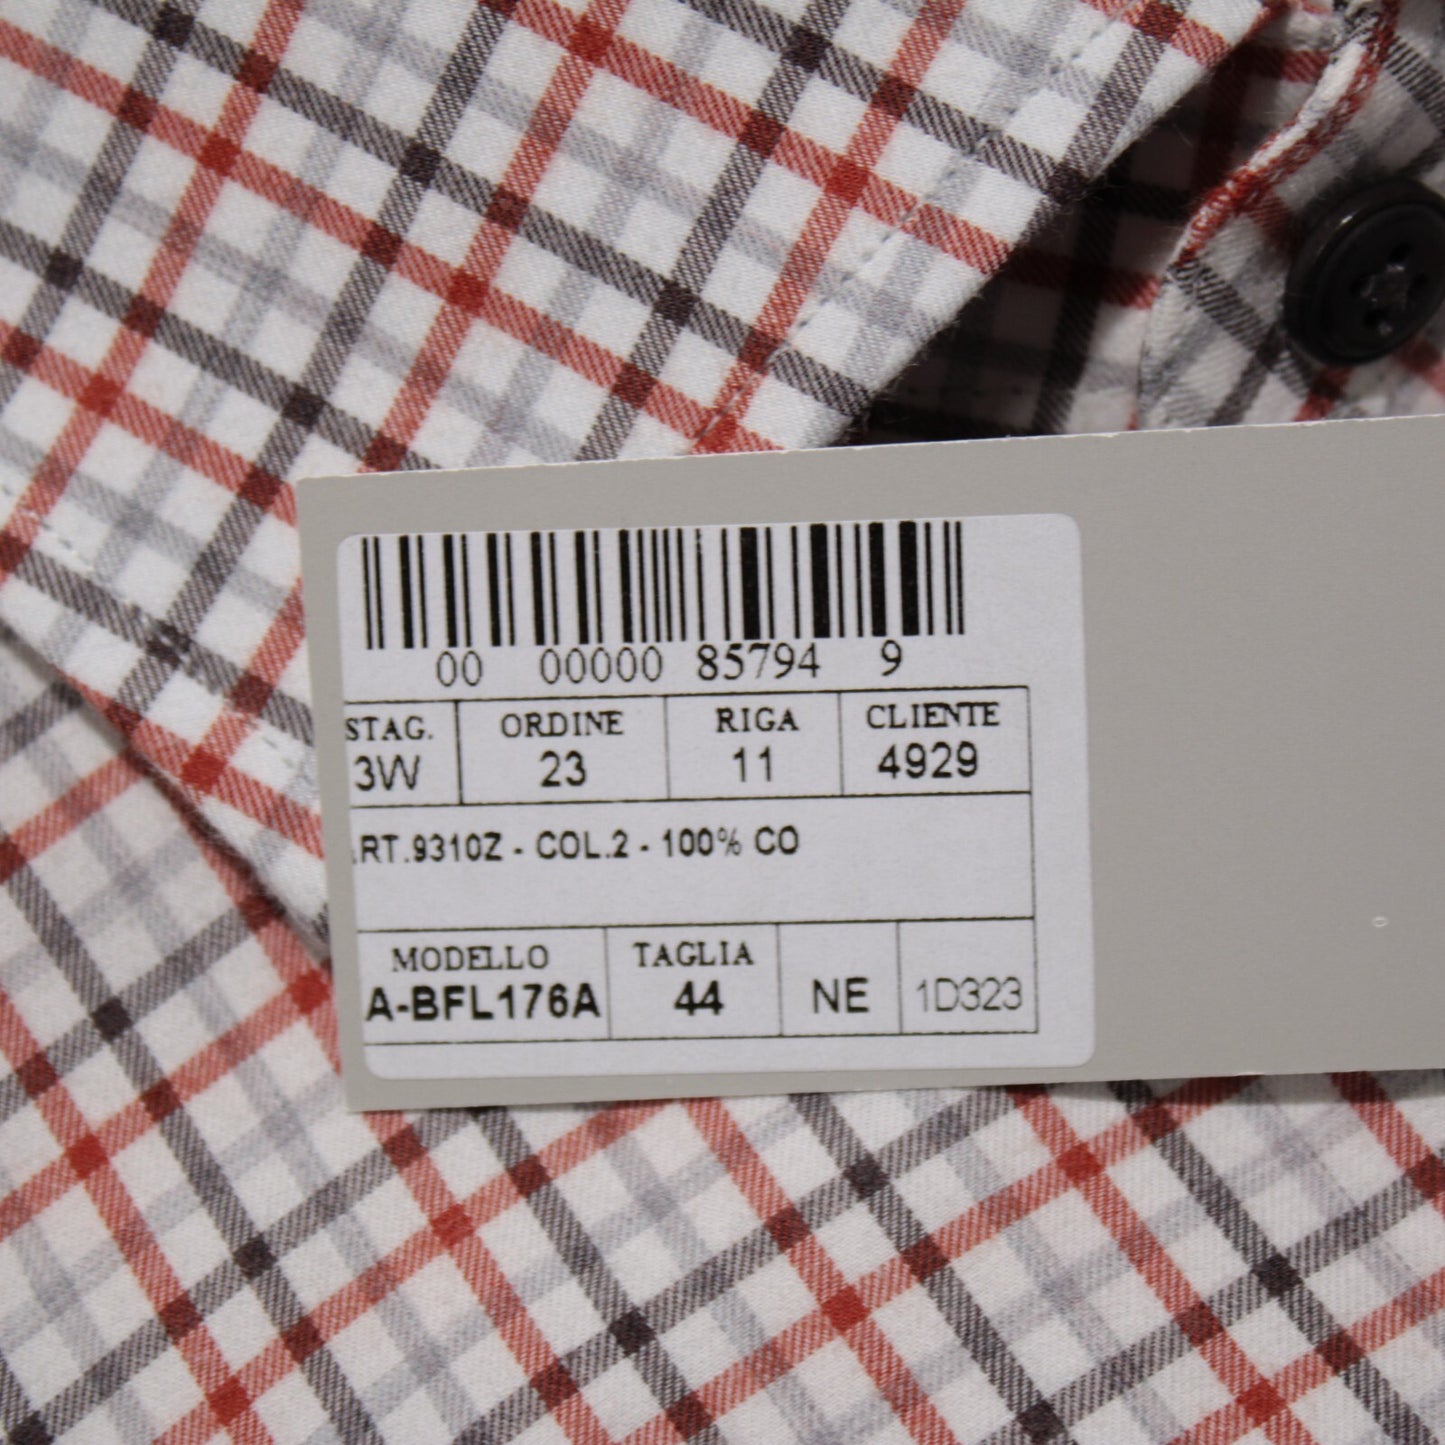 00 00000 85794 9
STAG. ORDINE RIGA CLIENTE
3W 23 11 4929
RT.9310Z - COL.2 - 100% CO
MODELLO TAGLIA
A-BFL176A 44 NE 1D323